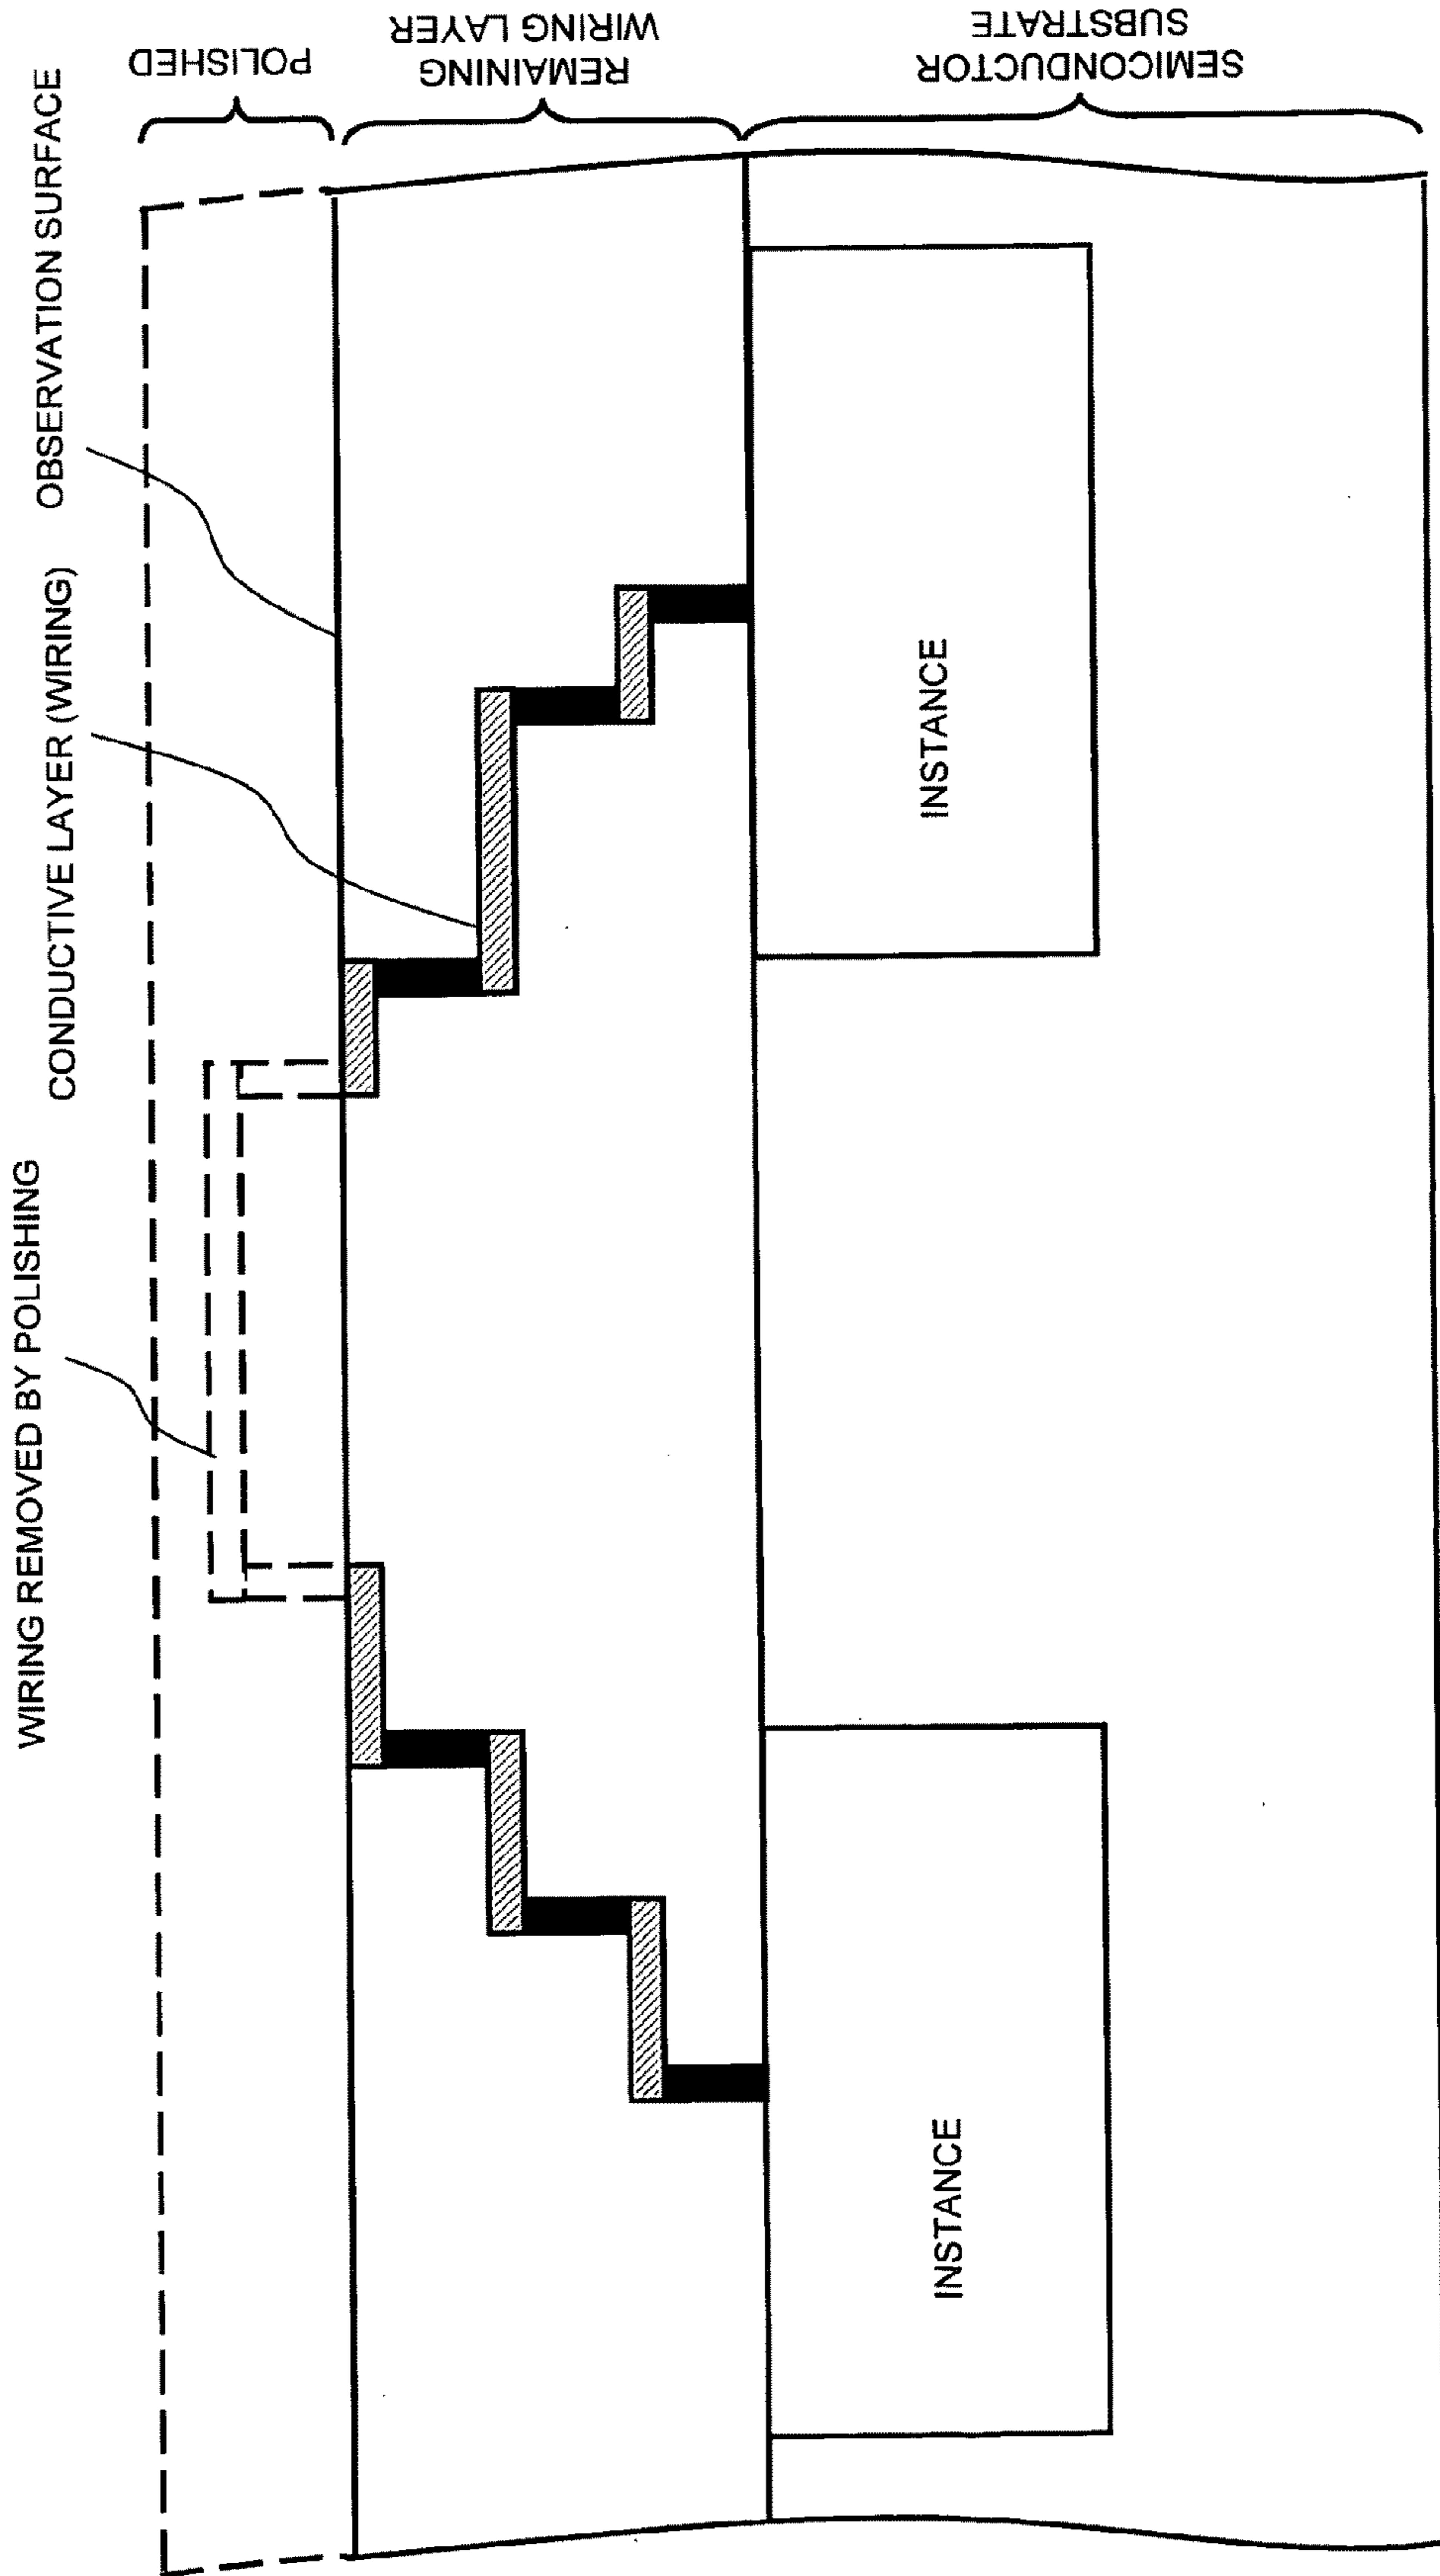 WIRING REMOVED BY POLISHING
CONDUCTIVE LAYER (WIRING)
OBSERVATION SURFACE
POLISHED
REMAINING
WIRING LAYER
SEMICONDUCTOR
SUBSTRATE
INSTANCE
INSTANCE